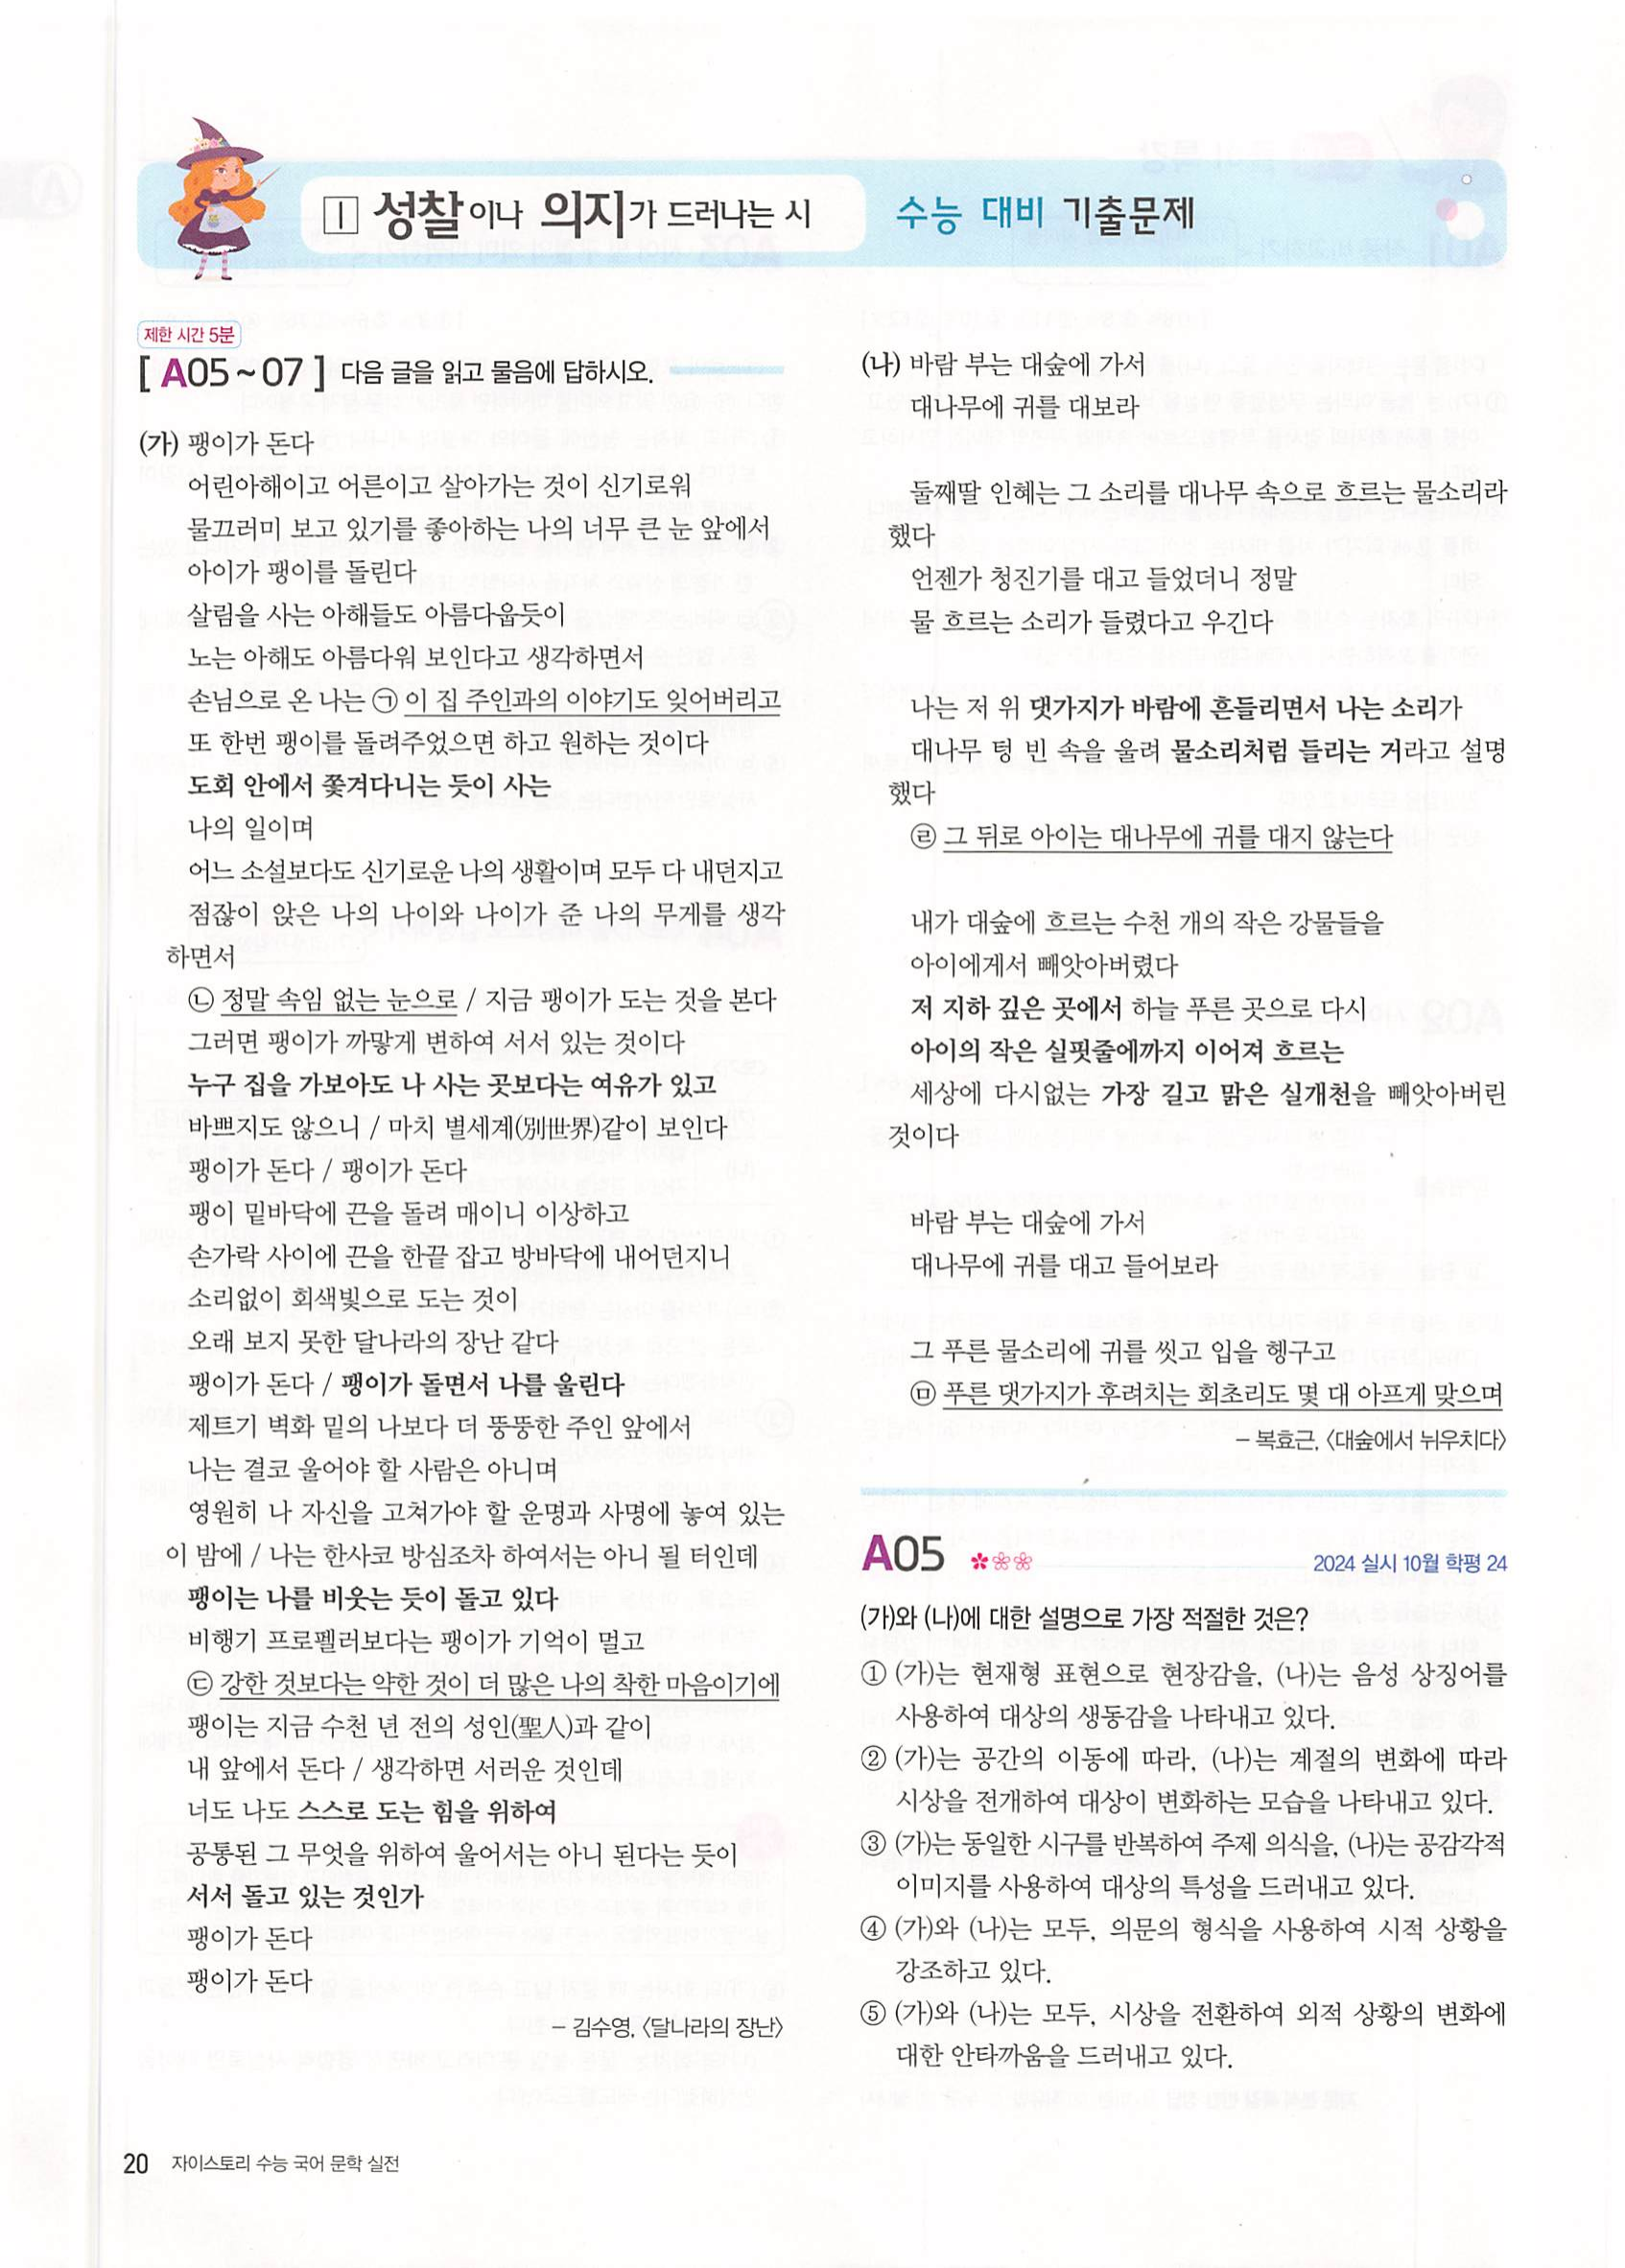 I 성찰이나 의지가 드러나는 시 수능 대비 기출문제
제한 시간 5분
[ A05~07 ] 다음 글을 읽고 물음에 답하시오.
(가) 팽이가 돈다
어린아해이고 어른이고 살아가는 것이 신기로워
물끄러미 보고 있기를 좋아하는 나의 너무 큰 눈 앞에서
아이가 팽이를 돌린다
살림을 사는 아해들도 아름다웁듯이
노는 아해도 아름다워 보인다고 생각하면서
손님으로 온 나는 ㉠ 이 집 주인과의 이야기도 잊어버리고
또 한번 팽이를 돌려주었으면 하고 원하는 것이다
도회 안에서 쫓겨다니는 듯이 사는
나의 일이며
어느 소설보다도 신기로운 나의 생활이며 모두 다 내던지고
점잖이 앉은 나의 나이와 나이가 준 나의 무게를 생각
하면서
㉡ 정말 속임 없는 눈으로 / 지금 팽이가 도는 것을 본다
그러면 팽이가 까맣게 변하여 서서 있는 것이다
누구 집을 가보아도 나 사는 곳보다는 여유가 있고
바쁘지도 않으니 / 마치 별세계(別世界)같이 보인다
팽이가 돈다 / 팽이가 돈다
팽이 밑바닥에 끈을 돌려 매이니 이상하고
손가락 사이에 끈을 한끝 잡고 방바닥에 내어던지니
소리없이 회색빛으로 도는 것이
오래 보지 못한 달나라의 장난 같다
팽이가 돈다 / 팽이가 돌면서 나를 울린다
제트기 벽화 밑의 나보다 더 뚱뚱한 주인 앞에서
나는 결코 울어야 할 사람은 아니며
영원히 나 자신을 고쳐가야 할 운명과 사명에 놓여 있는
이 밤에 / 나는 한사코 방심조차 하여서는 아니 될 터인데
팽이는 나를 비웃는 듯이 돌고 있다
비행기 프로펠러보다는 팽이가 기억이 멀고
㉢ 강한 것보다는 약한 것이 더 많은 나의 착한 마음이기에
팽이는 지금 수천 년 전의 성인(聖人)과 같이
내 앞에서 돈다 / 생각하면 서러운 것인데
너도 나도 스스로 도는 힘을 위하여
공통된 그 무엇을 위하여 울어서는 아니 된다는 듯이
서서 돌고 있는 것인가
팽이가 돈다
팽이가 돈다
– 김수영, 〈달나라의 장난〉
(나) 바람 부는 대숲에 가서
대나무에 귀를 대보라
둘째딸 인혜는 그 소리를 대나무 속으로 흐르는 물소리라
했다
언젠가 청진기를 대고 들었더니 정말
물 흐르는 소리가 들렸다고 우긴다
나는 저 위 댓가지가 바람에 흔들리면서 나는 소리가
대나무 텅 빈 속을 울려 물소리처럼 들리는 거라고 설명
했다
㉣ 그 뒤로 아이는 대나무에 귀를 대지 않는다
내가 대숲에 흐르는 수천 개의 작은 강물들을
아이에게서 빼앗아버렸다
저 지하 깊은 곳에서 하늘 푸른 곳으로 다시
아이의 작은 실핏줄에까지 이어져 흐르는
세상에 다시없는 가장 길고 맑은 실개천을 빼앗아버린
것이다
바람 부는 대숲에 가서
대나무에 귀를 대고 들어보라
그 푸른 물소리에 귀를 씻고 입을 헹구고
㉤ 푸른 댓가지가 후려치는 회초리도 몇 대 아프게 맞으며
– 복효근, 〈대숲에서 뉘우치다〉
A05 2024 실시 10월 학평 24
(가)와 (나)에 대한 설명으로 가장 적절한 것은?
① (가)는 현재형 표현으로 현장감을, (나)는 음성 상징어를
사용하여 대상의 생동감을 나타내고 있다.
② (가)는 공간의 이동에 따라, (나)는 계절의 변화에 따라
시상을 전개하여 대상이 변화하는 모습을 나타내고 있다.
③ (가)는 동일한 시구를 반복하여 주제 의식을, (나)는 공감각적
이미지를 사용하여 대상의 특성을 드러내고 있다.
④ (가)와 (나)는 모두, 의문의 형식을 사용하여 시적 상황을
강조하고 있다.
⑤ (가)와 (나)는 모두, 시상을 전환하여 외적 상황의 변화에
대한 안타까움을 드러내고 있다.
20 자이스토리 수능 국어 문학 실전